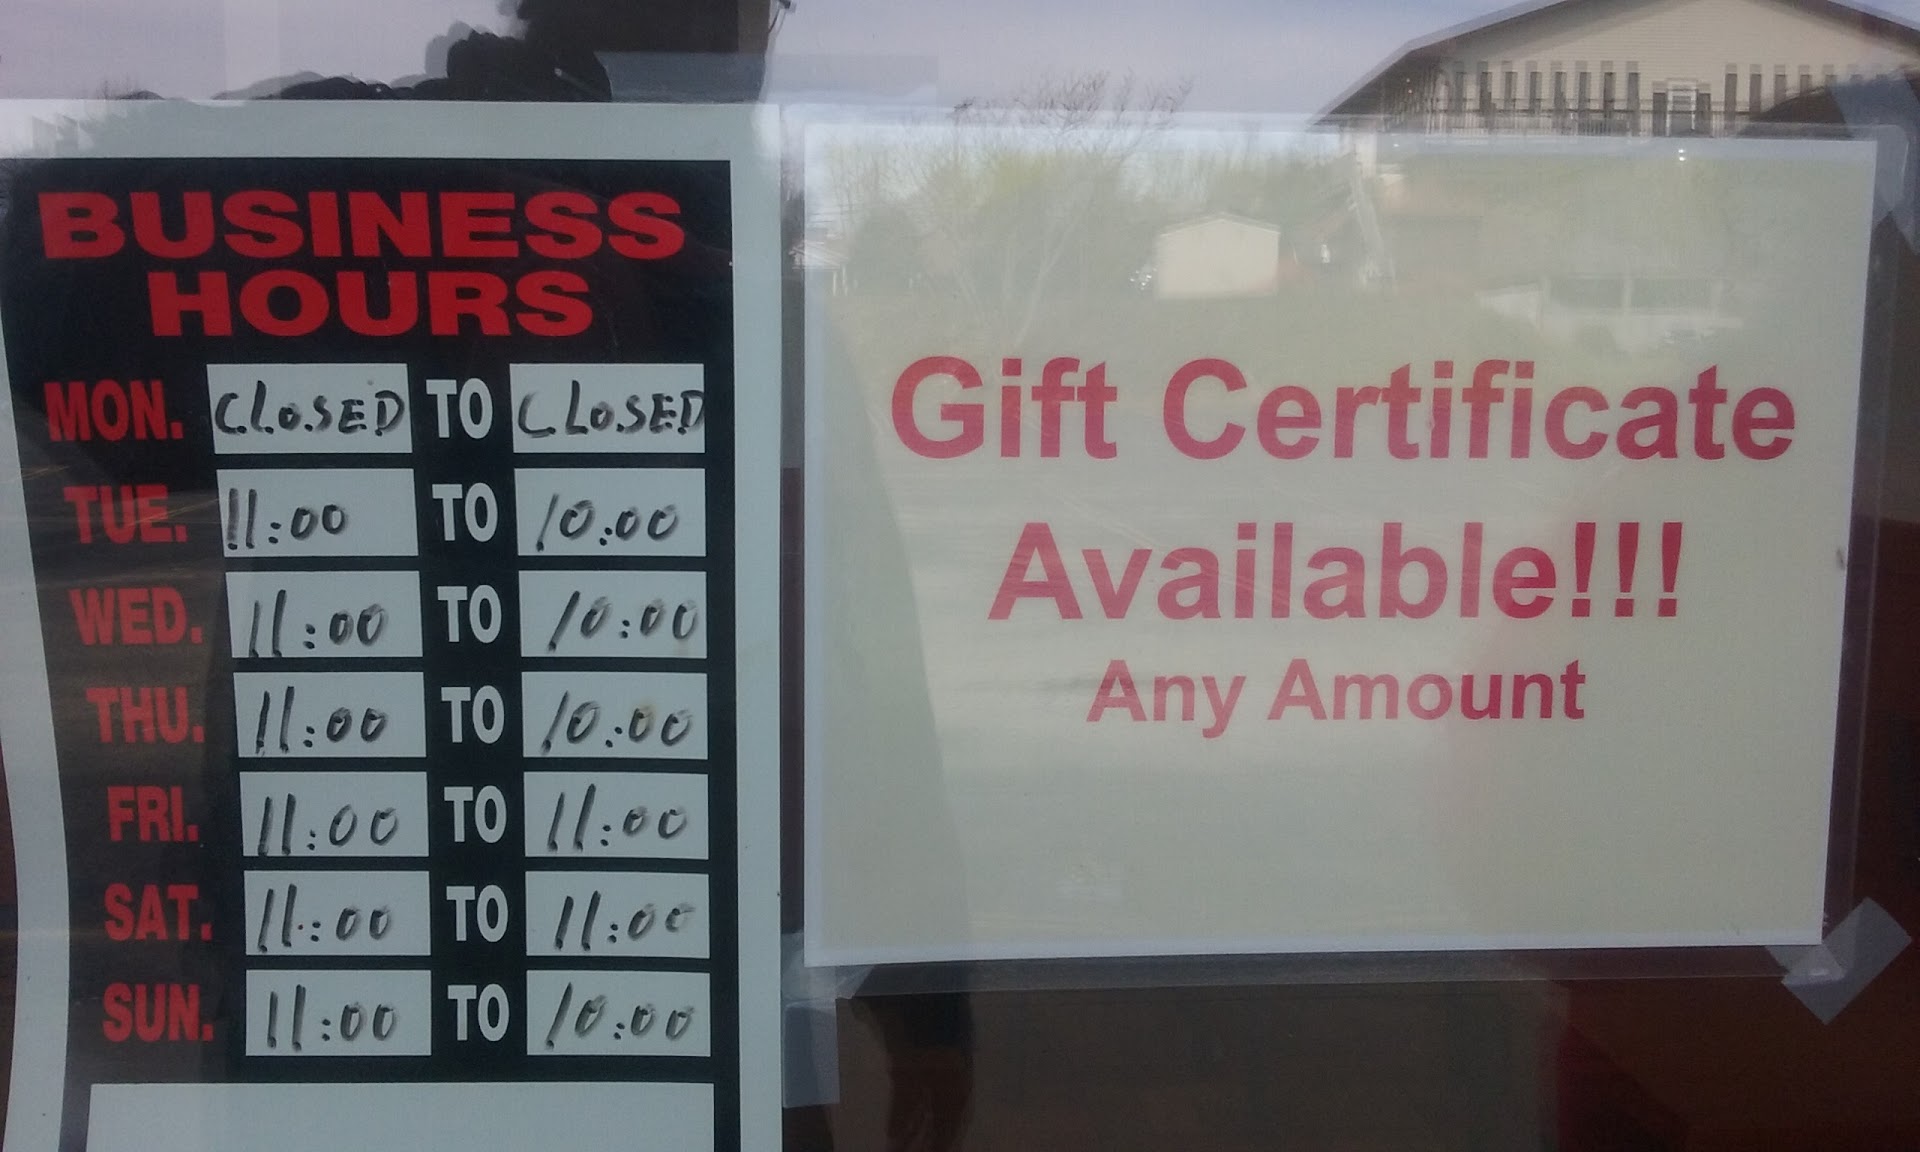 BUSINESS
HOURS
MON. CLOSED TO CLOSED
TUE. 11:00 TO 10:00
WED. 11:00 TO 10:00
THU. 11:00 TO 10:00
FRI. 11:00 TO 11:00
SAT. 11:00 TO 11:00
SUN. 11:00 TO 10:00
Gift Certificate
Available!!!
Any Amount